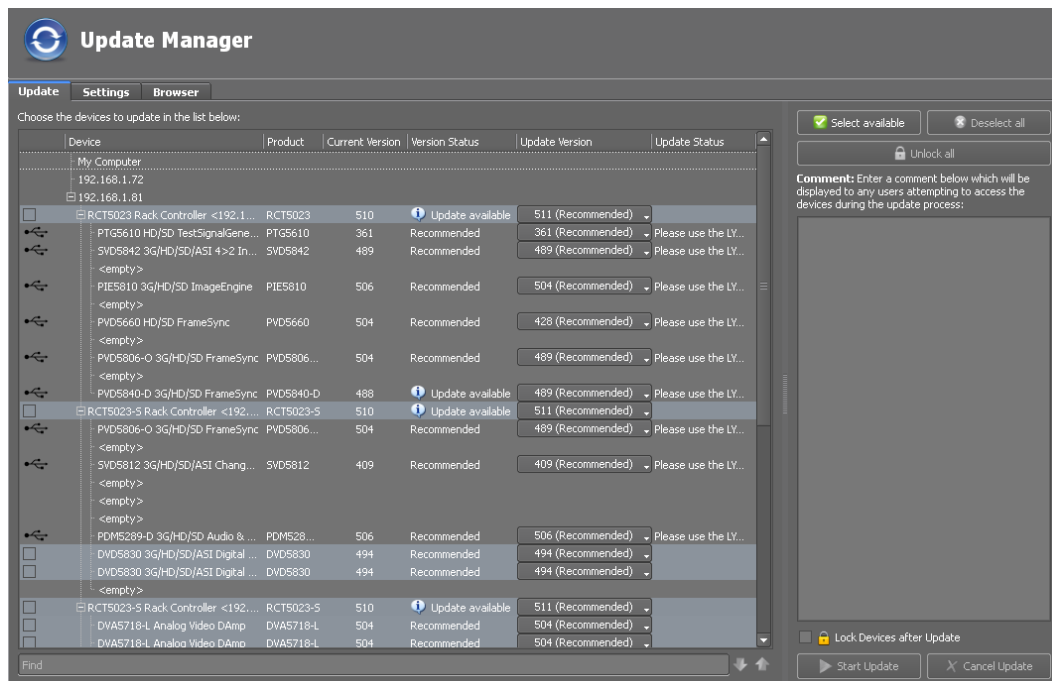 Update Manager
Update Settings Browser
Choose the devices to update in the list below:
Device Product Current Version Version Status Update Version Update Status
My Computer
192.168.1.72
192.168.1.81
RCT5023 Rack Controller <192.1... RCT5023 510 Update available 511 (Recommended)
PTG5610 HD/SD TestSignalGene... PTG5610 361 Recommended 361 (Recommended) Please use the LY...
SVD5842 3G/HD/SD/ASI 4>2 In... SVD5842 489 Recommended 489 (Recommended) Please use the LY...
<empty>
PIE5810 3G/HD/SD ImageEngine PIE5810 506 Recommended 504 (Recommended) Please use the LY...
<empty>
PVD5660 HD/SD FrameSync PVD5660 504 Recommended 428 (Recommended) Please use the LY...
<empty>
PVD5806-O 3G/HD/SD FrameSync PVD5806... 504 Recommended 489 (Recommended) Please use the LY...
<empty>
PVD5840-D 3G/HD/SD FrameSync PVD5840-D 488 Update available 489 (Recommended) Please use the LY...
RCT5023-S Rack Controller <192.... RCT5023-S 510 Update available 511 (Recommended)
PVD5806-O 3G/HD/SD FrameSync PVD5806... 504 Recommended 489 (Recommended) Please use the LY...
<empty>
SVD5812 3G/HD/SD/ASI Chang... SVD5812 409 Recommended 409 (Recommended) Please use the LY...
<empty>
<empty>
<empty>
PDM5289-D 3G/HD/SD Audio & ... PDM528... 506 Recommended 506 (Recommended) Please use the LY...
DVD5830 3G/HD/SD/ASI Digital ... DVD5830 494 Recommended 494 (Recommended)
DVD5830 3G/HD/SD/ASI Digital ... DVD5830 494 Recommended 494 (Recommended)
<empty>
RCT5023-S Rack Controller <192.... RCT5023-S 510 Update available 511 (Recommended)
DVA5718-L Analog Video DAmp DVA5718-L 504 Recommended 504 (Recommended)
DVA5718-L Analog Video DAmp DVA5718-L 504 Recommended 504 (Recommended)
Find
Select available Deselect all
Unlock all
Comment: Enter a comment below which will be
displayed to any users attempting to access the
devices during the update process:
Lock Devices after Update
Start Update Cancel Update